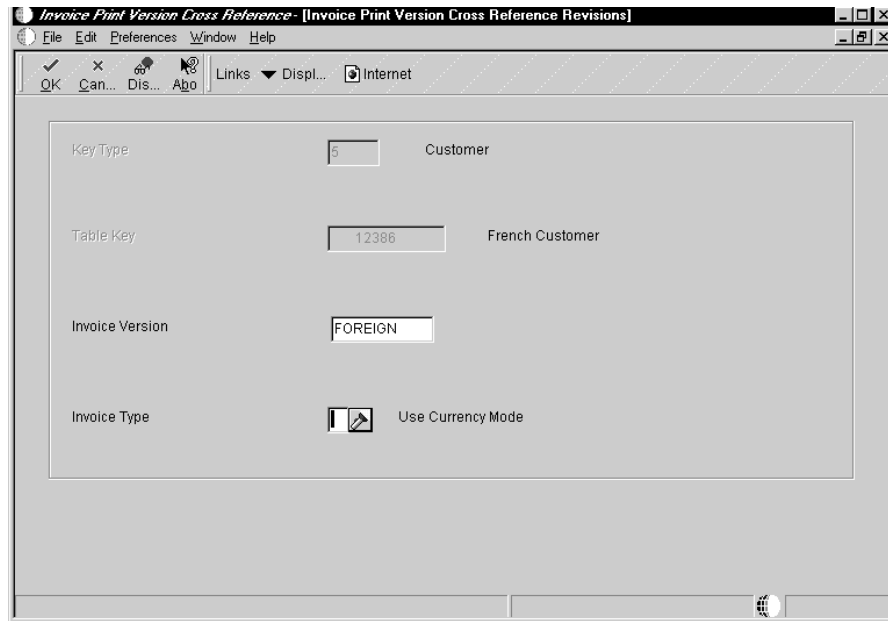 Invoice Print Version Cross Reference - [Invoice Print Version Cross Reference Revisions]
File Edit Preferences Window Help
OK Can... Dis... Abo Links Displ... Internet
Key Type 5 Customer
Table Key 12386 French Customer
Invoice Version FOREIGN
Invoice Type Use Currency Mode